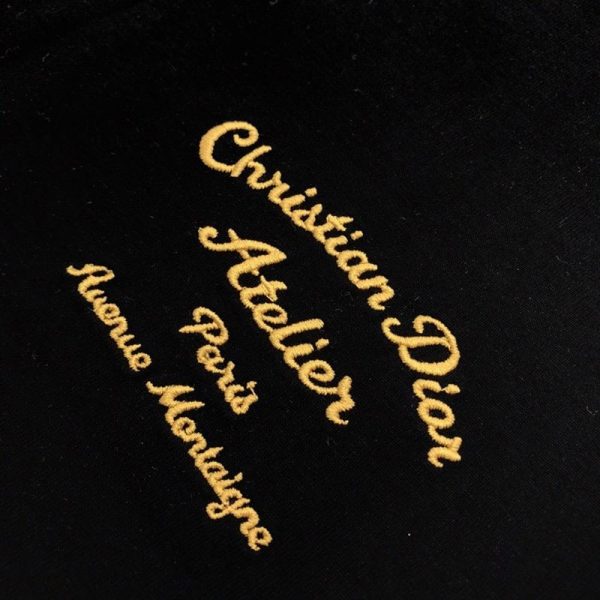 Christian Dior
Atelier
Paris
Avenue Montaigne